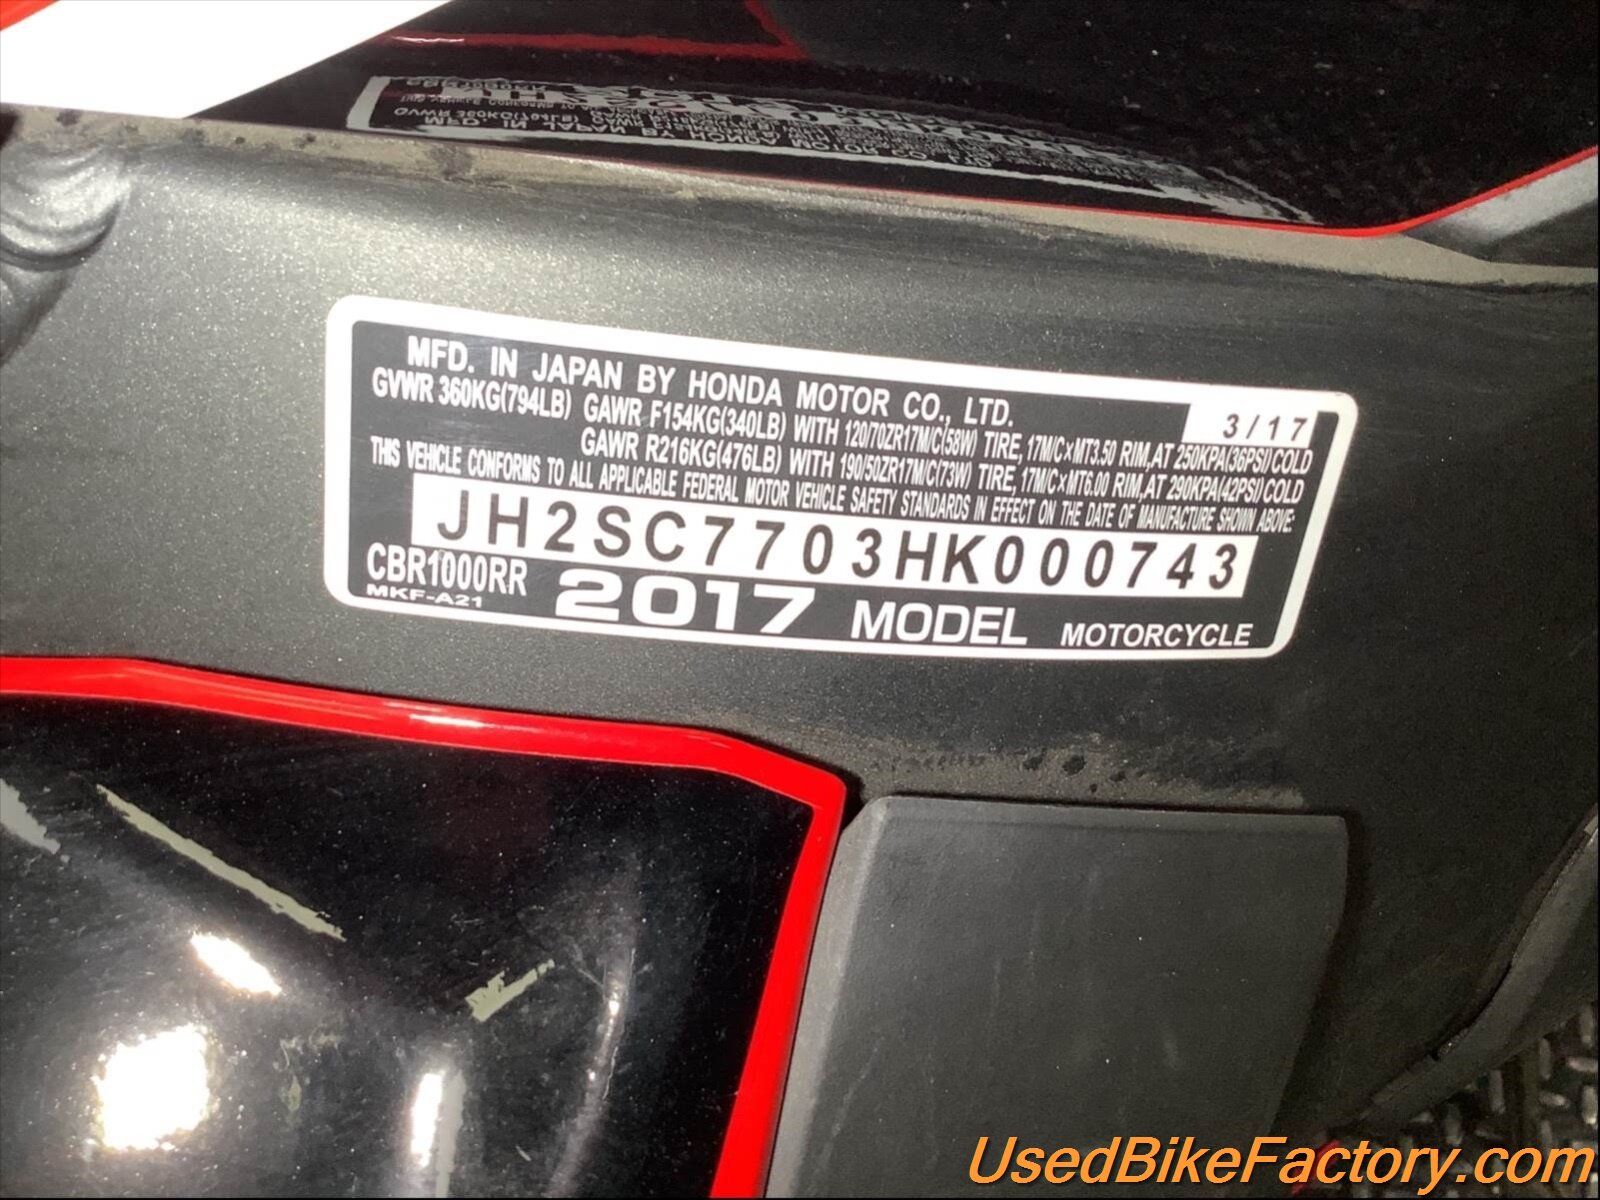 MFD. IN JAPAN BY HONDA MOTOR CO., LTD. 3/17
GVWR 360KG(794LB) GAWR F154KG(340LB) WITH 120/70ZR17M/C(58W) TIRE, 17M/C×MT3.50 RIM, AT 250KPA(36PSI)COLD
GAWR R216KG(476LB) WITH 190/50ZR17M/C(73W) TIRE, 17M/C×MT6.00 RIM, AT 290KPA(42PSI)COLD
THIS VEHICLE CONFORMS TO ALL APPLICABLE FEDERAL MOTOR VEHICLE SAFETY STANDARDS IN EFFECT ON THE DATE OF MANUFACTURE SHOWN ABOVE.
JH2SC7703HK000743
CBR1000RR 2017 MODEL MOTORCYCLE
MKF-A21
UsedBikeFactory.com